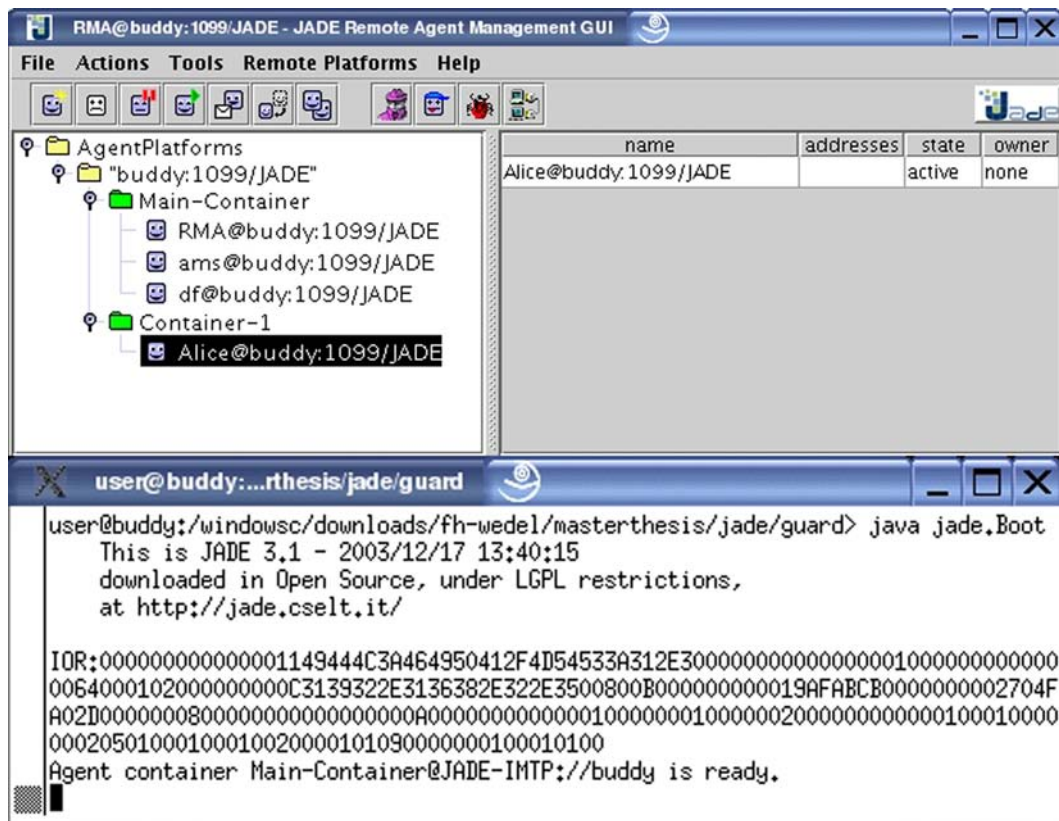 RMA@buddy:1099/JADE - JADE Remote Agent Management GUI
File Actions Tools Remote Platforms Help
Jade
AgentPlatforms
"buddy:1099/JADE"
Main-Container
RMA@buddy:1099/JADE
ams@buddy:1099/JADE
df@buddy:1099/JADE
Container-1
Alice@buddy:1099/JADE
name addresses state owner
Alice@buddy:1099/JADE active none
user@buddy:...rthesis/jade/guard
user@buddy:/windowsc/downloads/fh-wedel/masterthesis/jade/guard> java jade.Boot
This is JADE 3.1 - 2003/12/17 13:40:15
downloaded in Open Source, under LGPL restrictions,
at http://jade.cselt.it/
Agent container Main-Container@JADE-IMTP://buddy is ready.